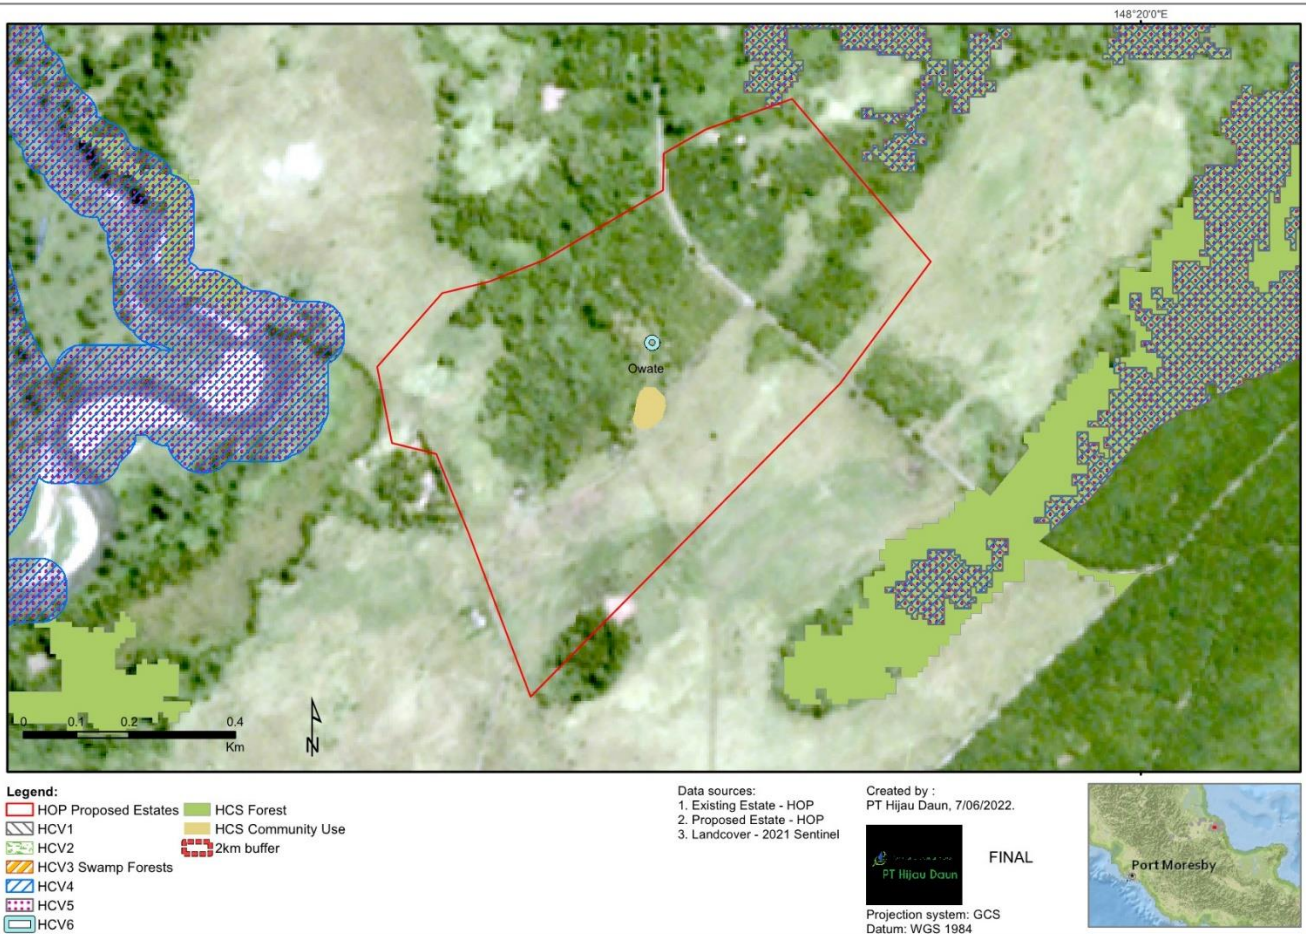 148°20'0"E
Owate
0 0.1 0.2 0.4
Km
N
Legend:
HOP Proposed Estates
HCV1
HCV2
HCV3 Swamp Forests
HCV4
HCV5
HCV6
HCS Forest
HCS Community Use
2km buffer
Data sources:
1. Existing Estate - HOP
2. Proposed Estate - HOP
3. Landcover - 2021 Sentinel
Created by :
PT Hijau Daun, 7/06/2022.
PT Hijau Daun
FINAL
Projection system: GCS
Datum: WGS 1984
Port Moresby